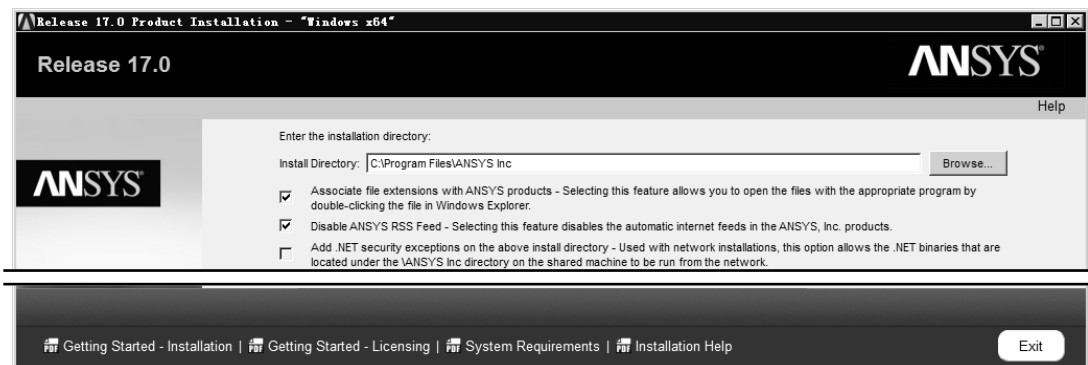 Release 17.0 Product Installation - "Windows x64"
Release 17.0
ANSYS®
Help
Enter the installation directory:
Install Directory: C:\Program Files\ANSYS Inc
Browse...
ANSYS®
Associate file extensions with ANSYS products - Selecting this feature allows you to open the files with the appropriate program by
double-clicking the file in Windows Explorer.
Disable ANSYS RSS Feed - Selecting this feature disables the automatic internet feeds in the ANSYS, Inc. products.
Add .NET security exceptions on the above install directory - Used with network installations, this option allows the .NET binaries that are
located under the \ANSYS Inc directory on the shared machine to be run from the network.
PDF Getting Started - Installation | PDF Getting Started - Licensing | PDF System Requirements | PDF Installation Help
Exit